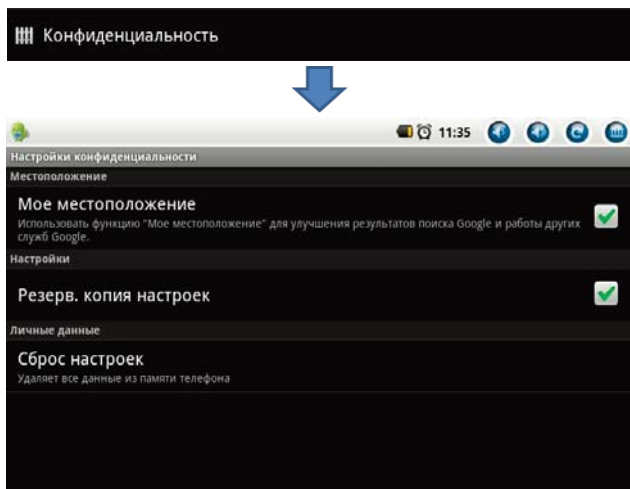 Конфиденциальность
11:35
Настройки конфиденциальности
Местоположение
Мое местоположение
Использовать функцию "Мое местоположение" для улучшения результатов поиска Google и работы других
служб Google.
Настройки
Резерв. копия настроек
Личные данные
Сброс настроек
Удаляет все данные из памяти телефона